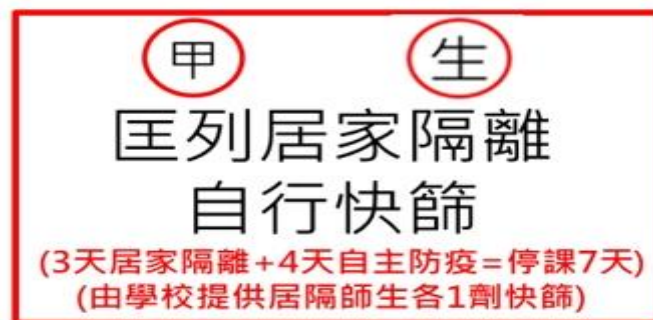 甲 生
匡列居家隔離
自行快篩
(3天居家隔離+4天自主防疫=停課7天)
(由學校提供居隔師生各1劑快篩)